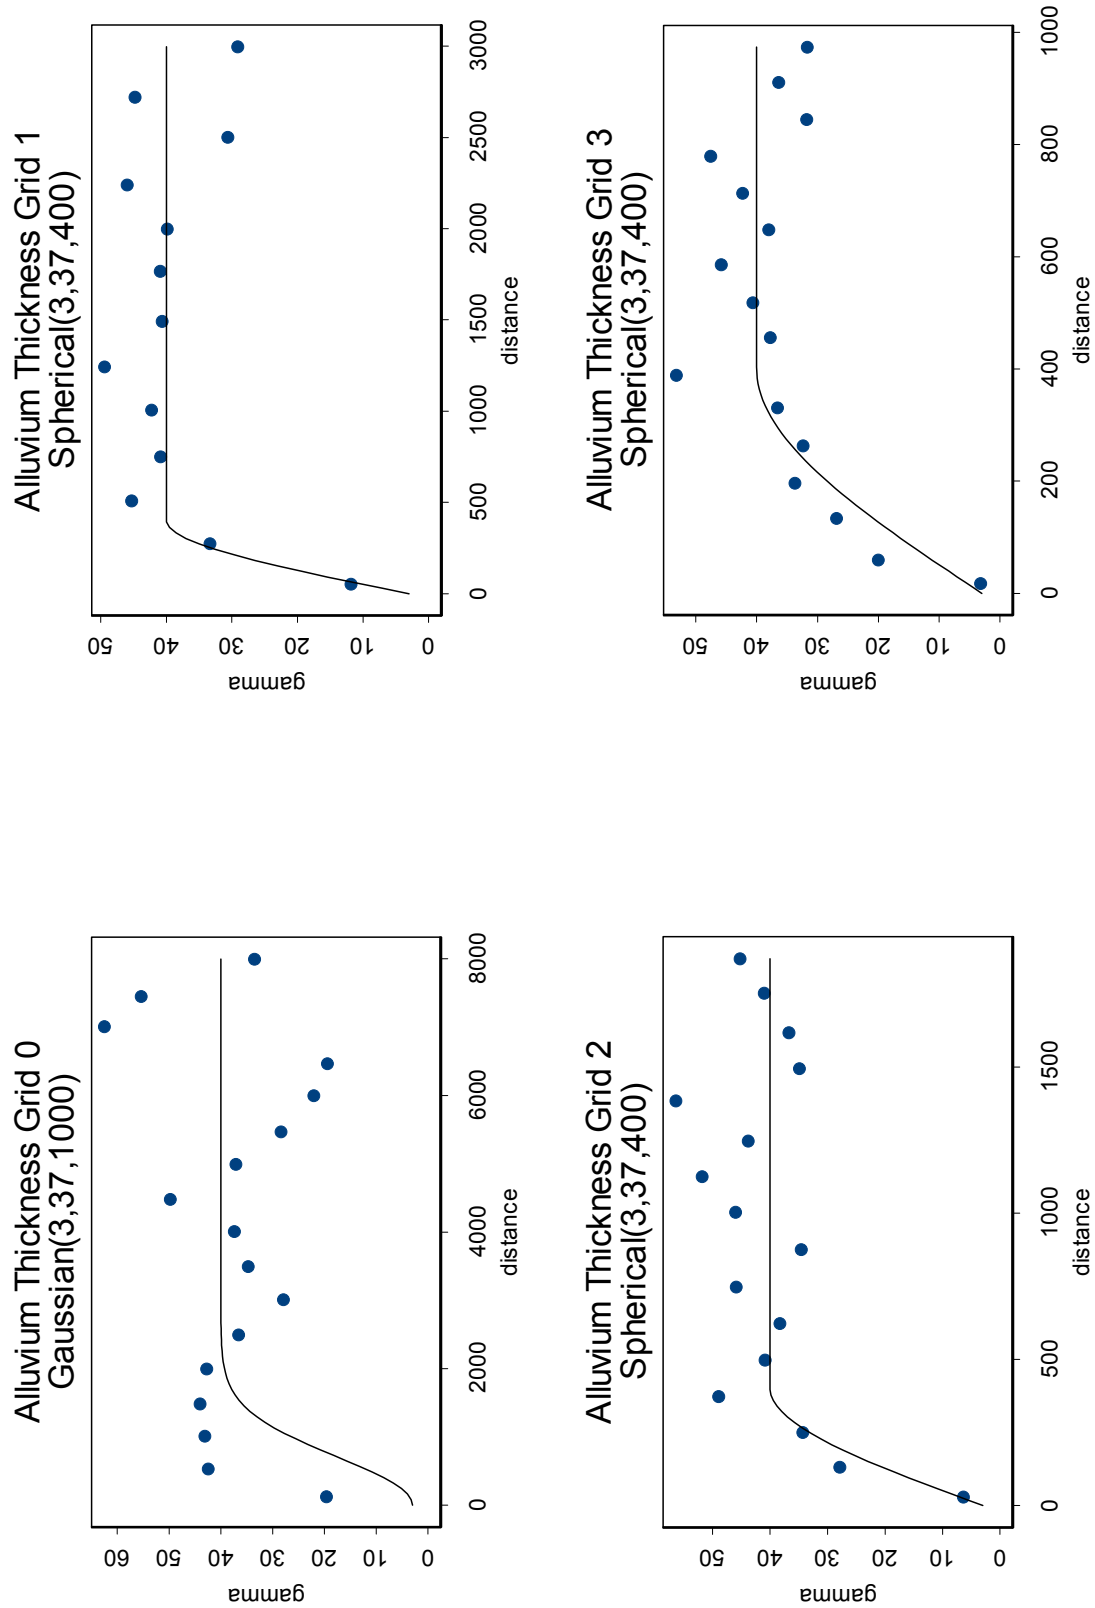 Alluvium Thickness Grid 0
Gaussian(3,37,1000)
gamma
0 10 20 30 40 50 60
0 2000 4000 6000 8000
distance
Alluvium Thickness Grid 1
Spherical(3,37,400)
gamma
0 10 20 30 40 50
0 500 1000 1500 2000 2500 3000
distance
Alluvium Thickness Grid 2
Spherical(3,37,400)
gamma
0 10 20 30 40 50
0 500 1000 1500
distance
Alluvium Thickness Grid 3
Spherical(3,37,400)
gamma
0 10 20 30 40 50
0 200 400 600 800 1000
distance